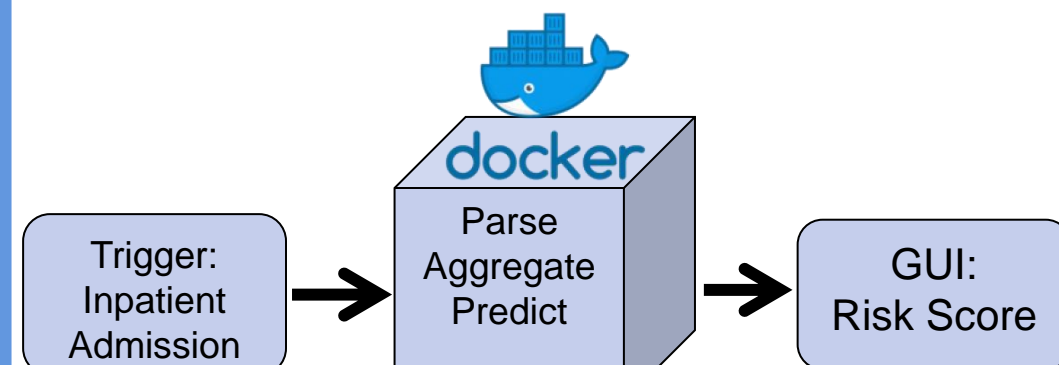 docker
Parse
Aggregate
Predict
Trigger:
Inpatient
Admission
GUI:
Risk Score